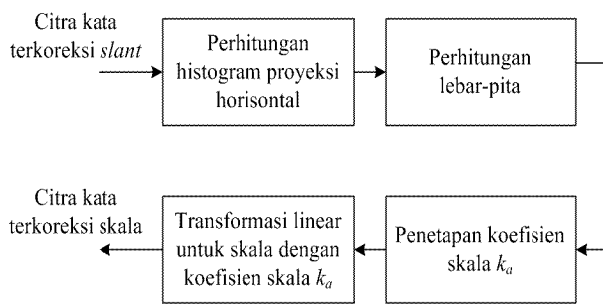 Citra kata
terkoreksi slant
Perhitungan
histogram proyeksi
horisontal
Perhitungan
lebar-pita
Citra kata
terkoreksi skala
Transformasi linear
untuk skala dengan
koefisien skala kₐ
Penetapan koefisien
skala kₐ